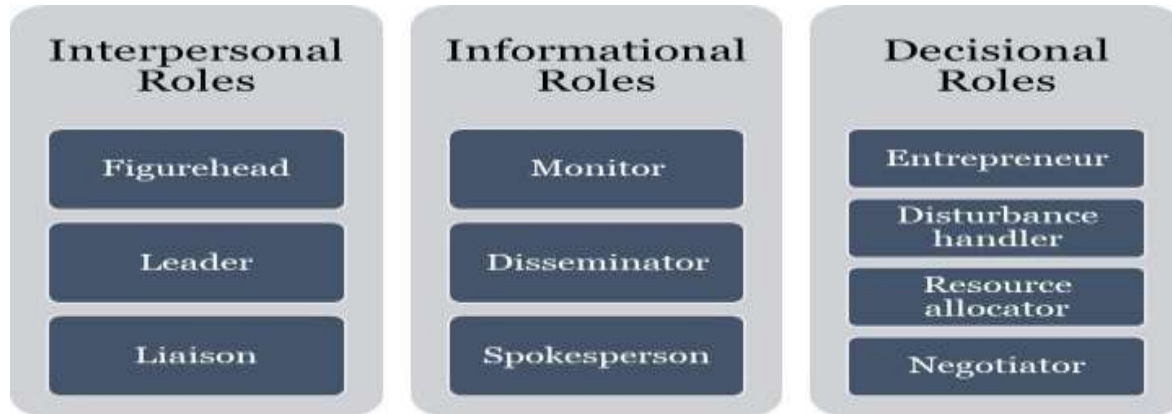 Interpersonal
Roles
Figurehead
Leader
Liaison
Informational
Roles
Monitor
Disseminator
Spokesperson
Decisional
Roles
Entrepreneur
Disturbance
handler
Resource
allocator
Negotiator